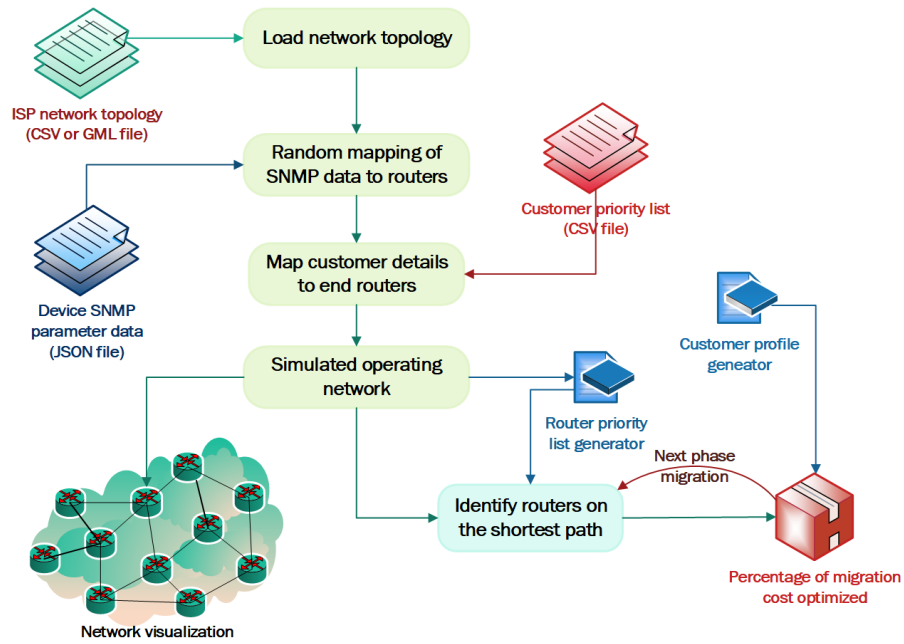 Load network topology
ISP network topology
(CSV or GML file)
Random mapping of
SNMP data to routers
Customer priority list
(CSV file)
Map customer details
to end routers
Device SNMP
parameter data
(JSON file)
Customer profile
geneator
Simulated operating
network
Router priority
list generator
Next phase
migration
Identify routers on
the shortest path
Percentage of migration
cost optimized
Network visualization